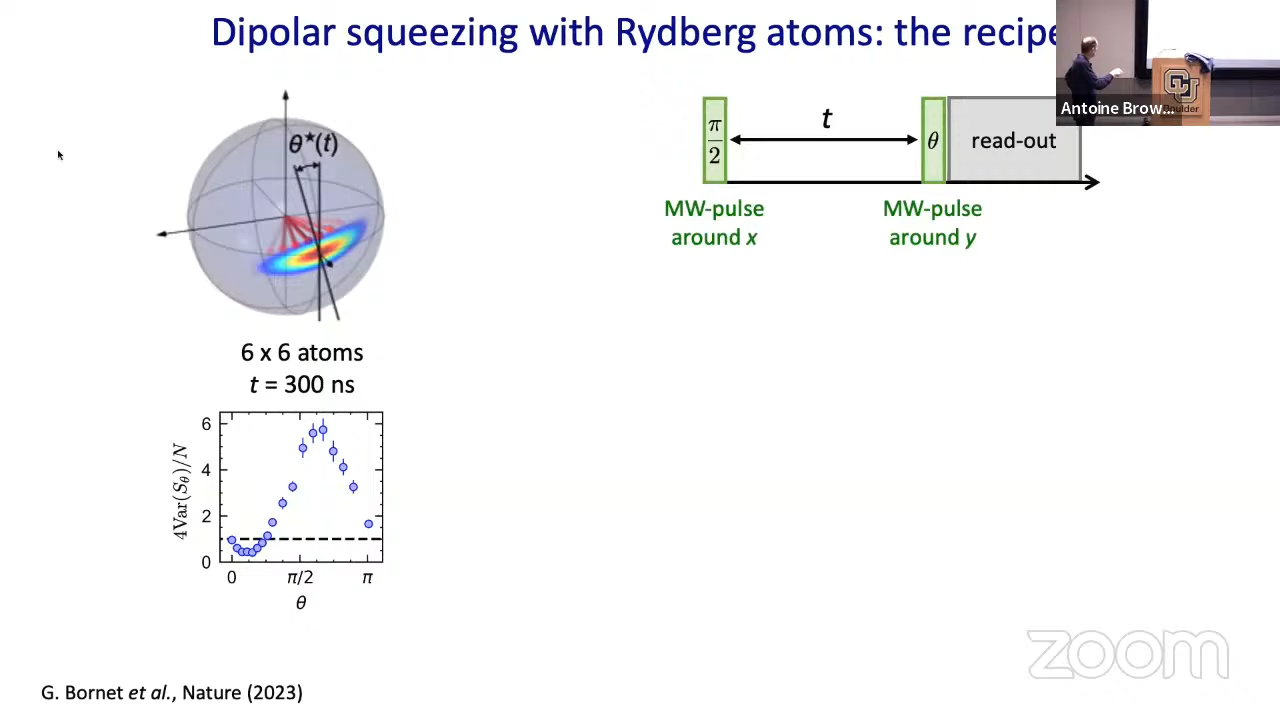 Dipolar squeezing with Rydberg atoms: the recipe
Antoine Brow...
Boulder
θ★(t)
π/2
t
θ
read-out
MW-pulse
around x
MW-pulse
around y
6 x 6 atoms
t = 300 ns
4Var(Sθ)/N
6
4
2
0
0
π/2
π
θ
zoom
G. Bornet et al., Nature (2023)